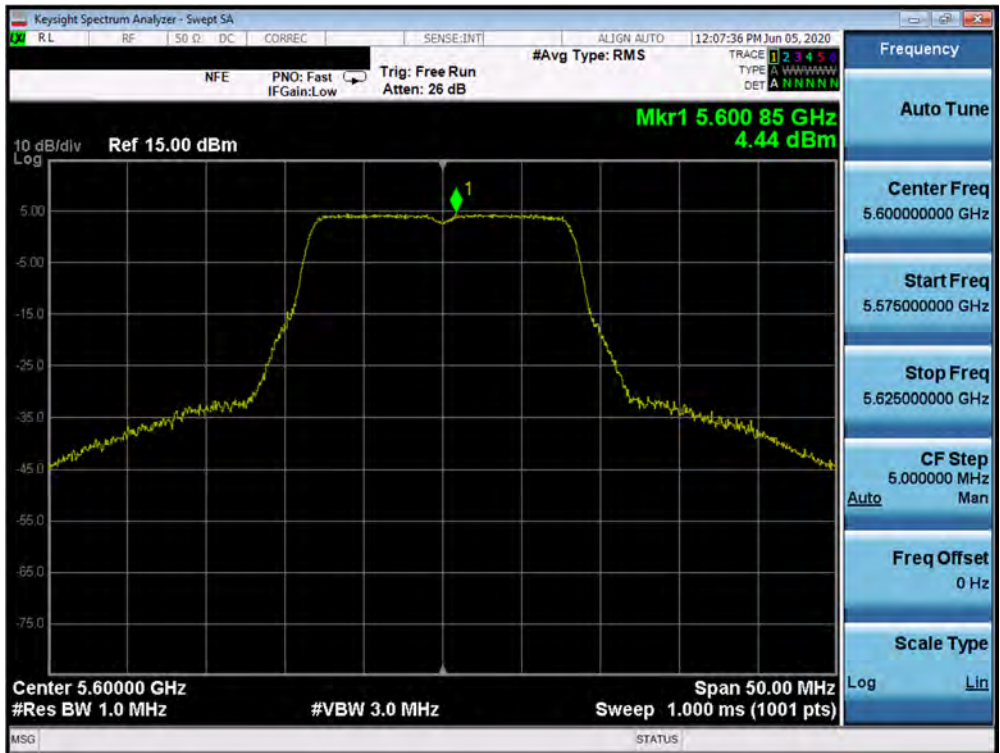 Keysight Spectrum Analyzer - Swept SA
LXI RL RF 50 Ω DC CORREC SENSE:INT ALIGN AUTO 12:07:36 PM Jun 05, 2020
Frequency
#Avg Type: RMS
TRACE 1 2 3 4 5 6
NFE PNO: Fast Trig: Free Run
TYPE A WWWWW
IFGain:Low Atten: 26 dB
DET A N N N N N
Auto Tune
Mkr1 5.600 85 GHz
4.44 dBm
10 dB/div Ref 15.00 dBm
Log
1
5.00
-5.00
-15.0
-25.0
-35.0
-45.0
-55.0
-65.0
-75.0
Center Freq
5.600000000 GHz
Start Freq
5.575000000 GHz
Stop Freq
5.625000000 GHz
CF Step
5.000000 MHz
Auto Man
Freq Offset
0 Hz
Scale Type
Log Lin
Center 5.60000 GHz Span 50.00 MHz
#Res BW 1.0 MHz #VBW 3.0 MHz Sweep 1.000 ms (1001 pts)
MSG STATUS